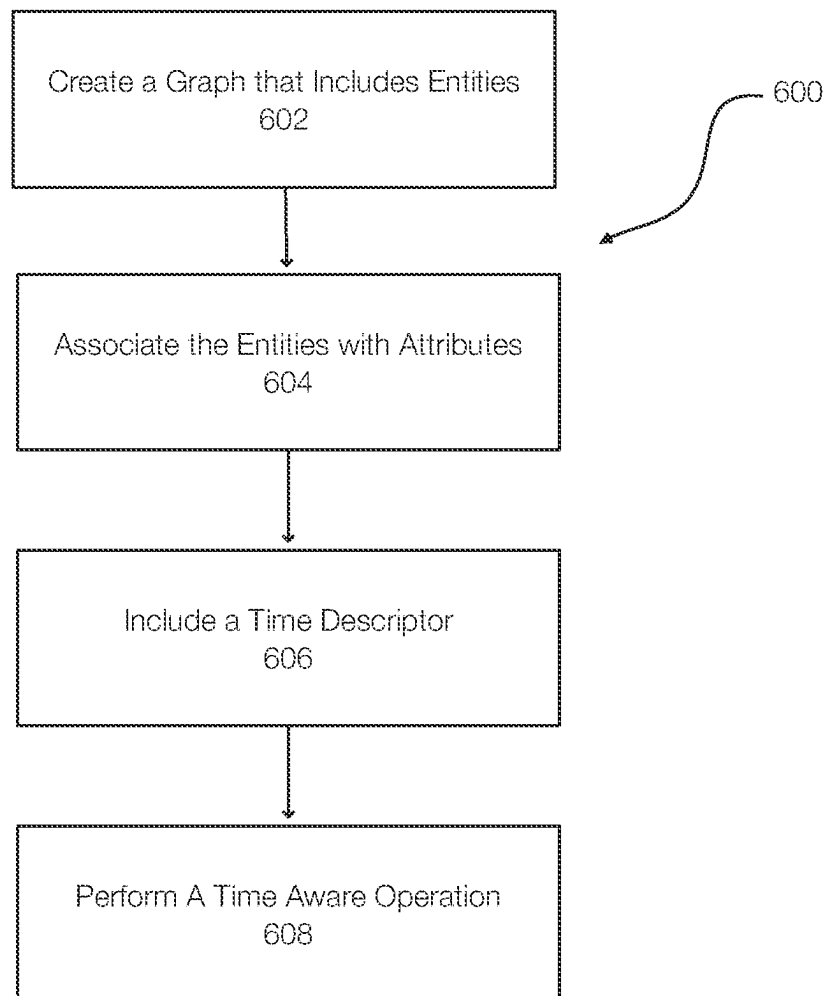 Create a Graph that Includes Entities
602
600
Associate the Entities with Attributes
604
Include a Time Descriptor
606
Perform A Time Aware Operation
608